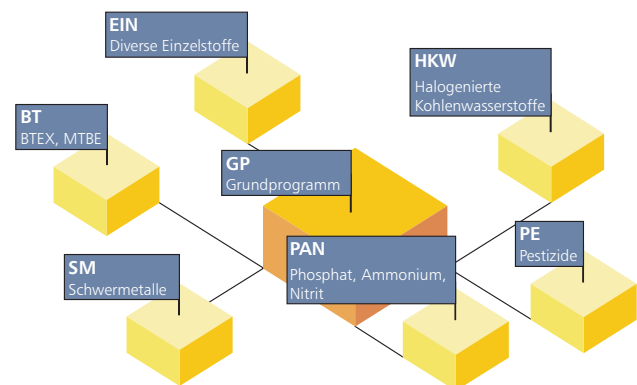 EIN
Diverse Einzelstoffe
HKW
Halogenierte
Kohlenwasserstoffe
BT
BTEX, MTBE
GP
Grundprogramm
PE
Pestizide
PAN
Phosphat, Ammonium,
Nitrit
SM
Schwermetalle